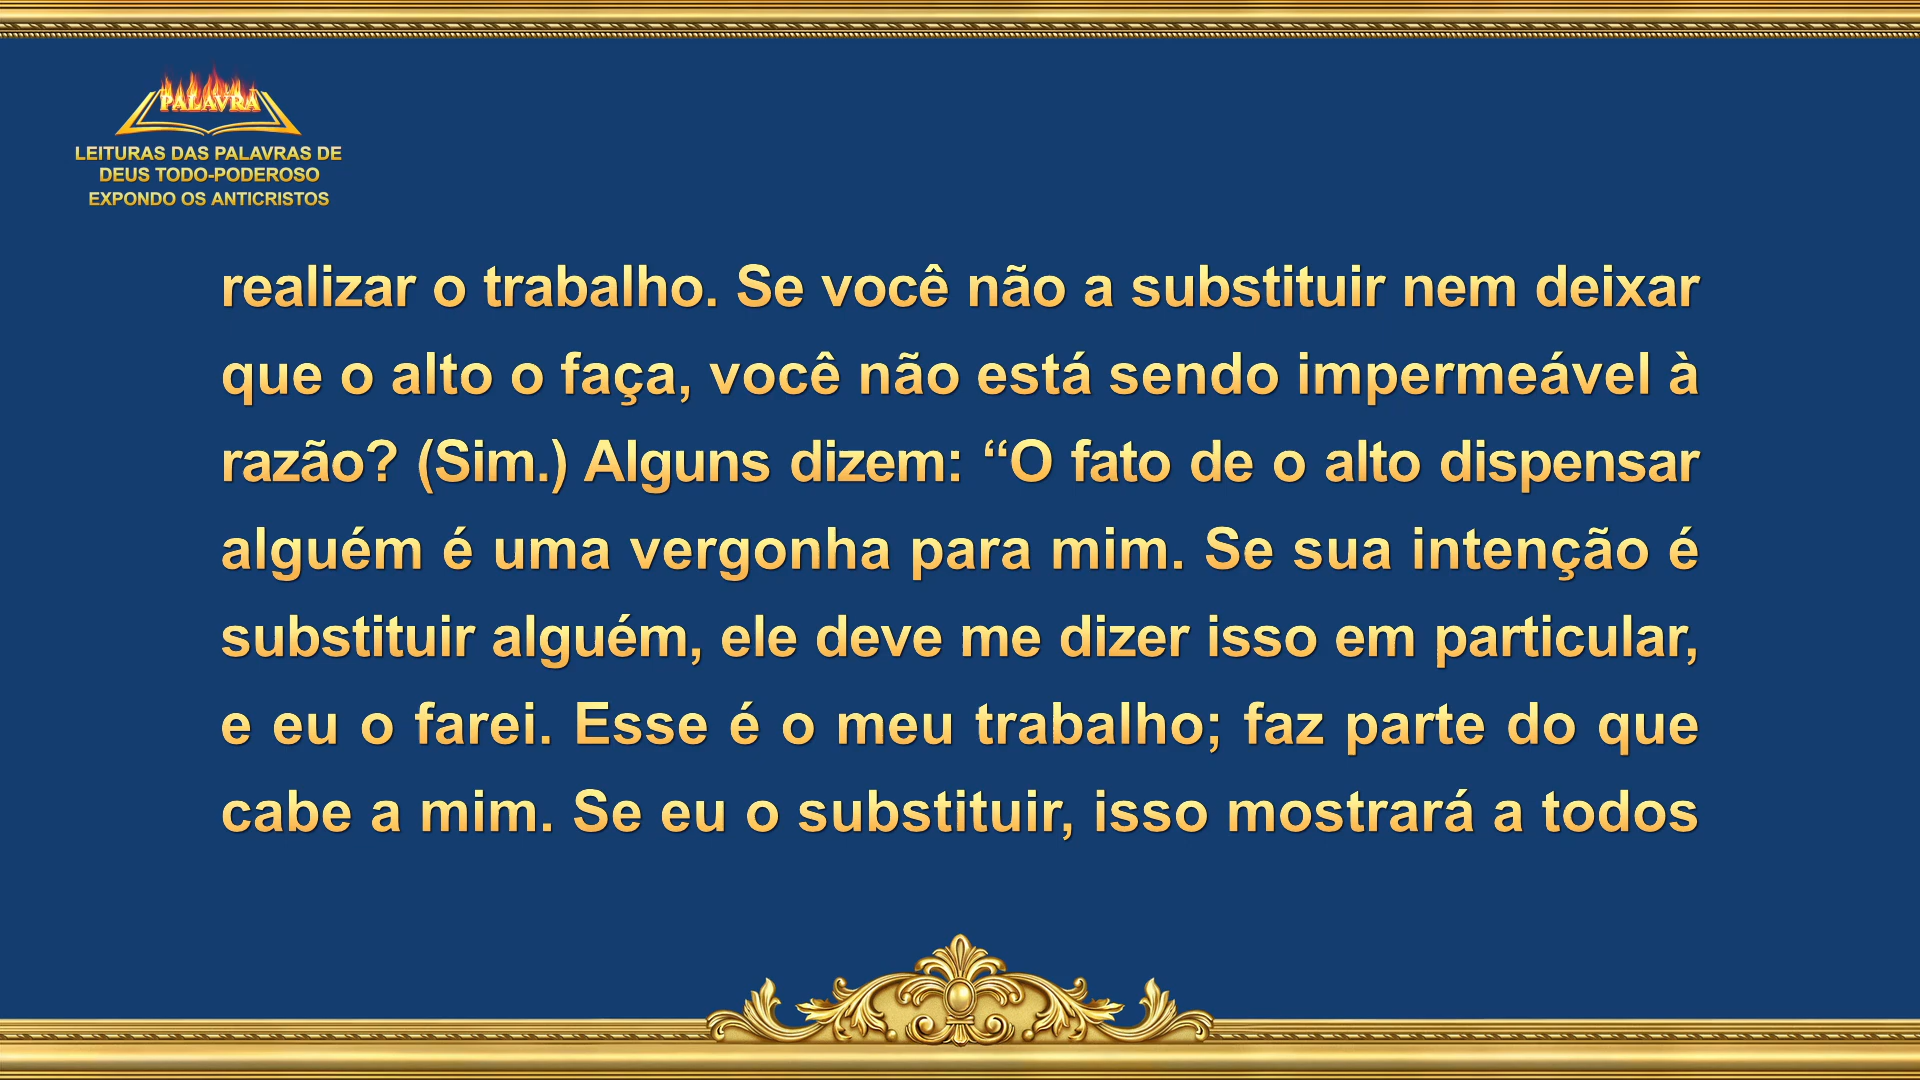 PALAVRA
LEITURAS DAS PALAVRAS DE
DEUS TODO-PODEROSO
EXPONDO OS ANTICRISTOS
realizar o trabalho. Se você não a substituir nem deixar
que o alto o faça, você não está sendo impermeável à
razão? (Sim.) Alguns dizem: “O fato de o alto dispensar
alguém é uma vergonha para mim. Se sua intenção é
substituir alguém, ele deve me dizer isso em particular,
e eu o farei. Esse é o meu trabalho; faz parte do que
cabe a mim. Se eu o substituir, isso mostrará a todos